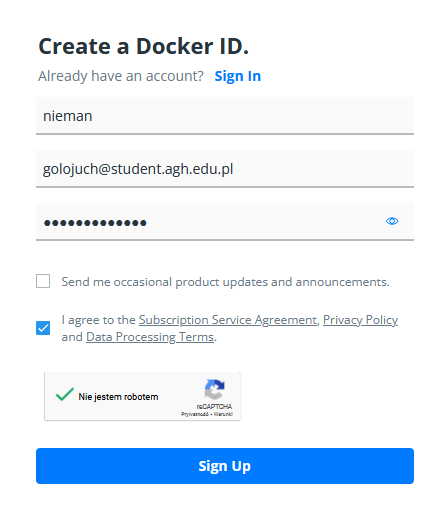 Create a Docker ID.
Already have an account? Sign In
nieman
golojuch@student.agh.edu.pl
•••••••••••••
Send me occasional product updates and announcements.
I agree to the Subscription Service Agreement, Privacy Policy
and Data Processing Terms.
Nie jestem robotem
reCAPTCHA
Prywatność - Warunki
Sign Up